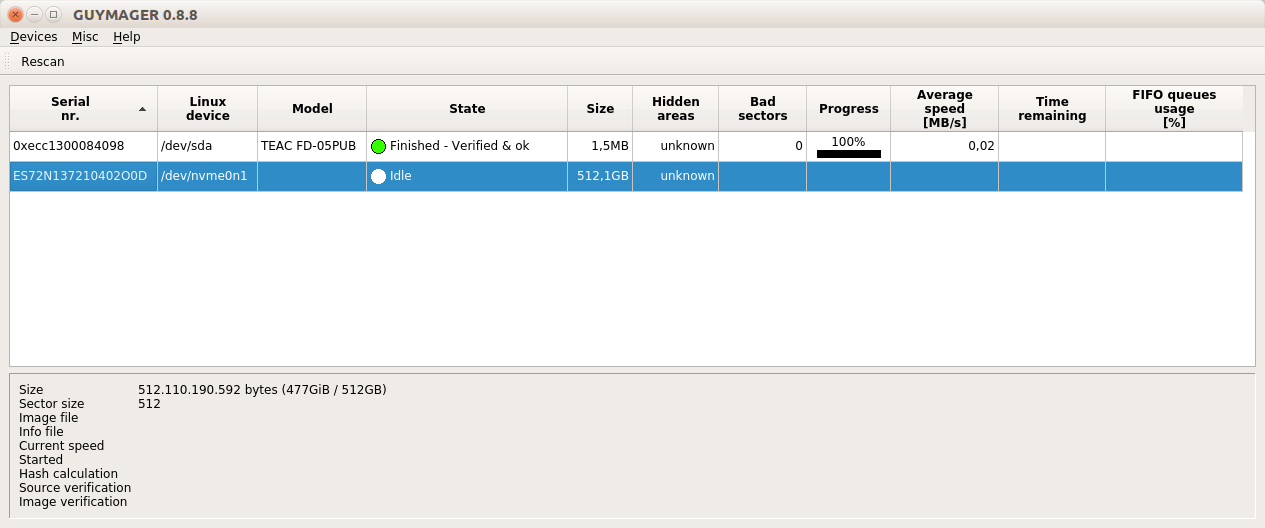 GUYMAGER 0.8.8
Devices Misc Help
Rescan
Serial nr. Linux device Model State Size Hidden areas Bad sectors Progress Average speed [MB/s] Time remaining FIFO queues usage [%]
0xecc1300084098 /dev/sda TEAC FD-05PUB Finished - Verified & ok 1,5MB unknown 0 100% 0,02
ES72N137210402O0D /dev/nvme0n1 Idle 512,1GB unknown
Size 512.110.190.592 bytes (477GiB / 512GB)
Sector size 512
Image file
Info file
Current speed
Started
Hash calculation
Source verification
Image verification